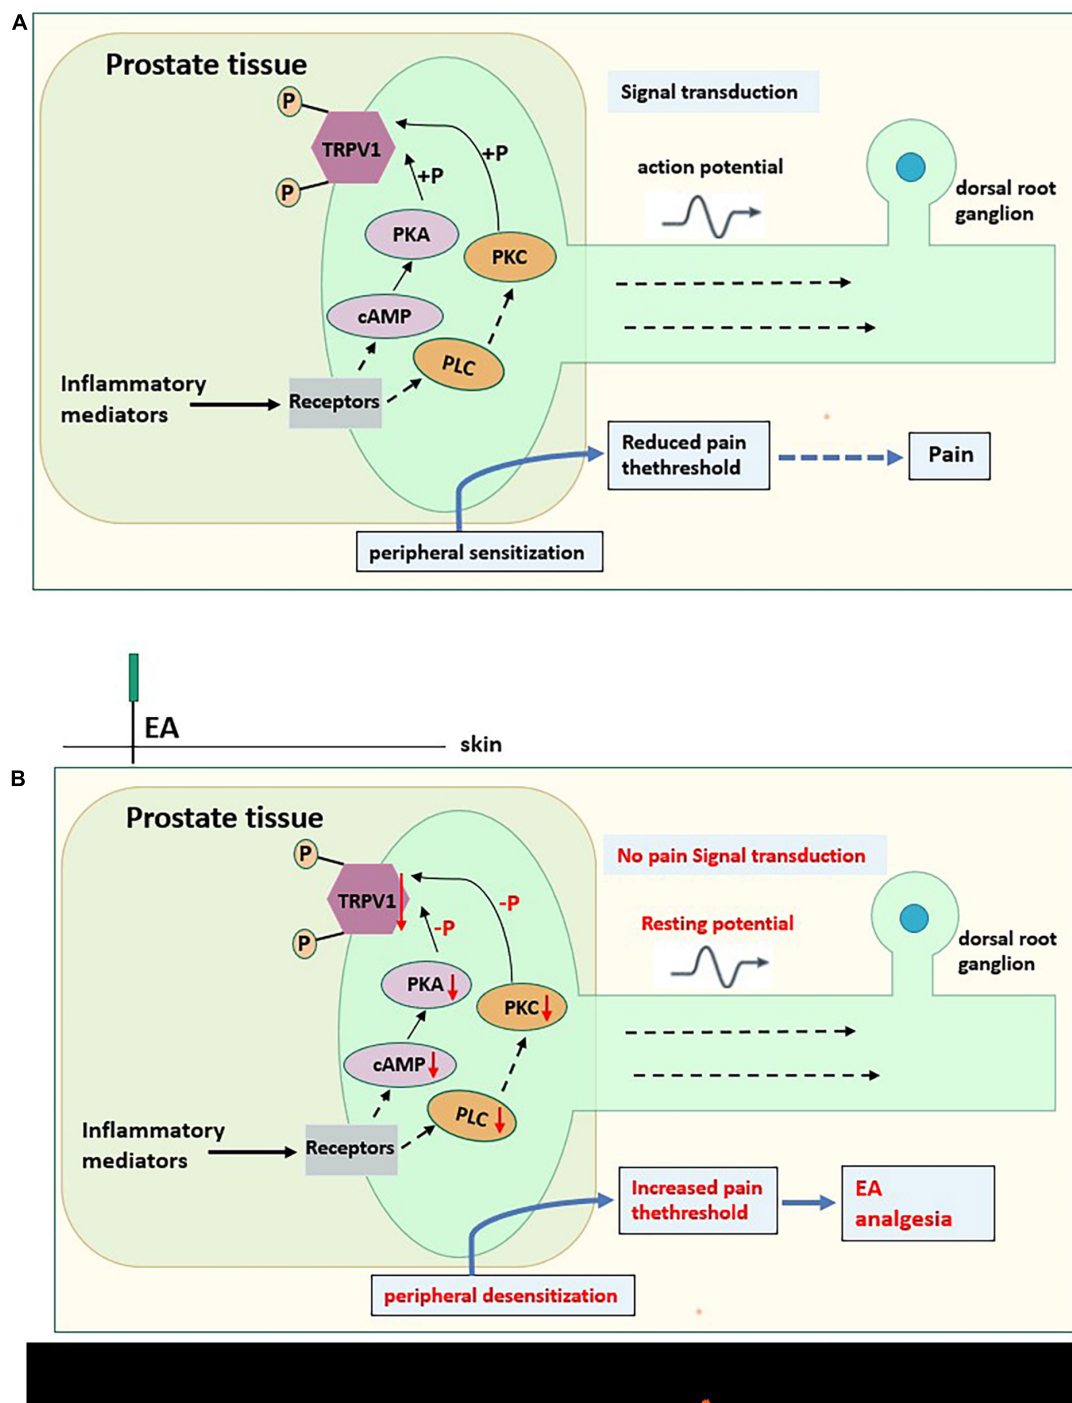 A
Prostate tissue
P
TRPV1
P
+P
+P
PKA
PKC
cAMP
PLC
Inflammatory
mediators
Receptors
Signal transduction
action potential
dorsal root
ganglion
Reduced pain
thethreshold
Pain
peripheral sensitization
EA
skin
B
Prostate tissue
P
TRPV1
P
-P
-P
PKA
PKC
cAMP
PLC
Inflammatory
mediators
Receptors
No pain Signal transduction
Resting potential
dorsal root
ganglion
Increased pain
thethreshold
EA
analgesia
peripheral desensitization